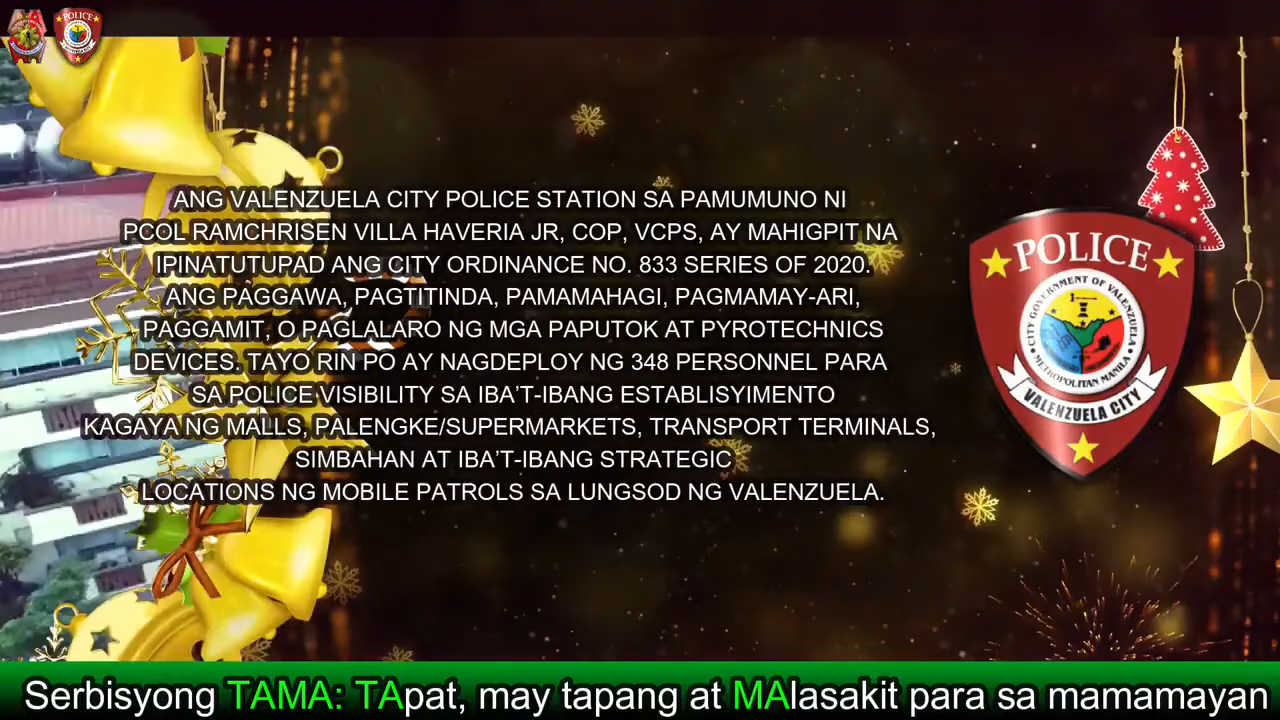 POLICE
ANG VALENZUELA CITY POLICE STATION SA PAMUMUNO NI
PCOL RAMCHRISEN VILLA HAVERIA JR, COP, VCPS, AY MAHIGPIT NA
IPINATUTUPAD ANG CITY ORDINANCE NO. 833 SERIES OF 2020.
ANG PAGGAWA, PAGTITINDA, PAMAMAHAGI, PAGMAMAY-ARI,
PAGGAMIT, O PAGLALARO NG MGA PAPUTOK AT PYROTECHNICS
DEVICES. TAYO RIN PO AY NAGDEPLOY NG 348 PERSONNEL PARA
SA POLICE VISIBILITY SA IBA'T-IBANG ESTABLISYIMENTO
KAGAYA NG MALLS, PALENGKE/SUPERMARKETS, TRANSPORT TERMINALS,
SIMBAHAN AT IBA'T-IBANG STRATEGIC
LOCATIONS NG MOBILE PATROLS SA LUNGSOD NG VALENZUELA.
POLICE
CITY GOVERNMENT OF VALENZUELA
METROPOLITAN MANILA
VALENZUELA CITY
Serbisyong TAMA: TApat, may tapang at MAlasakit para sa mamamayan